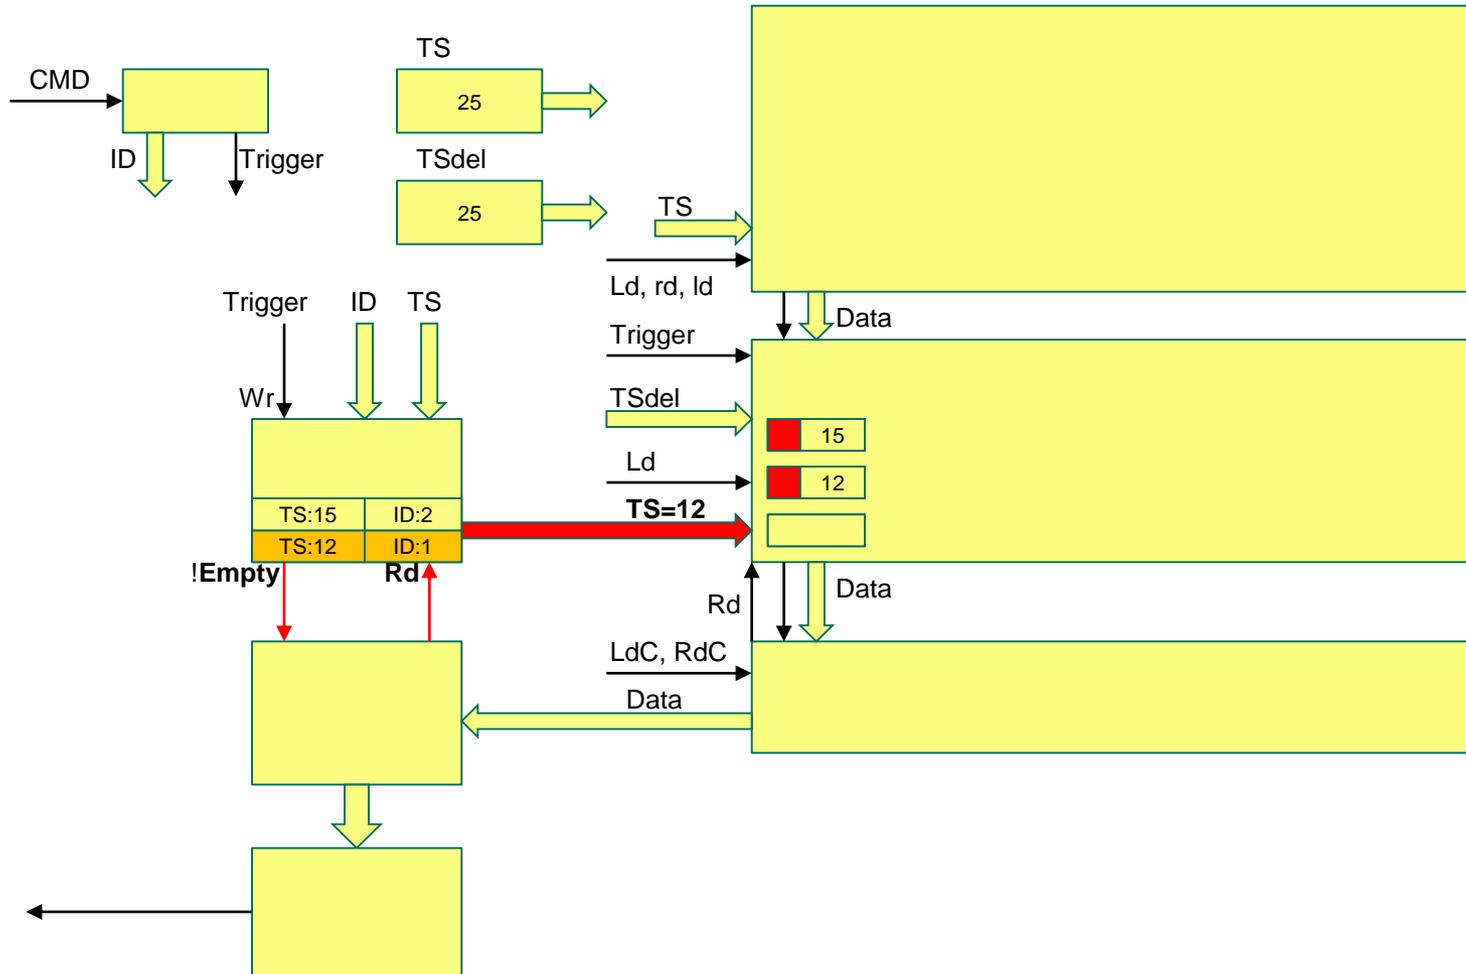 TS
CMD
25
ID
Trigger
TSdel
25
TS
Ld, rd, ld
Trigger
ID
TS
Data
Trigger
Wr
TSdel
15
Ld
12
TS=12
TS:15
ID:2
TS:12
ID:1
!Empty
Rd
Data
Rd
LdC, RdC
Data